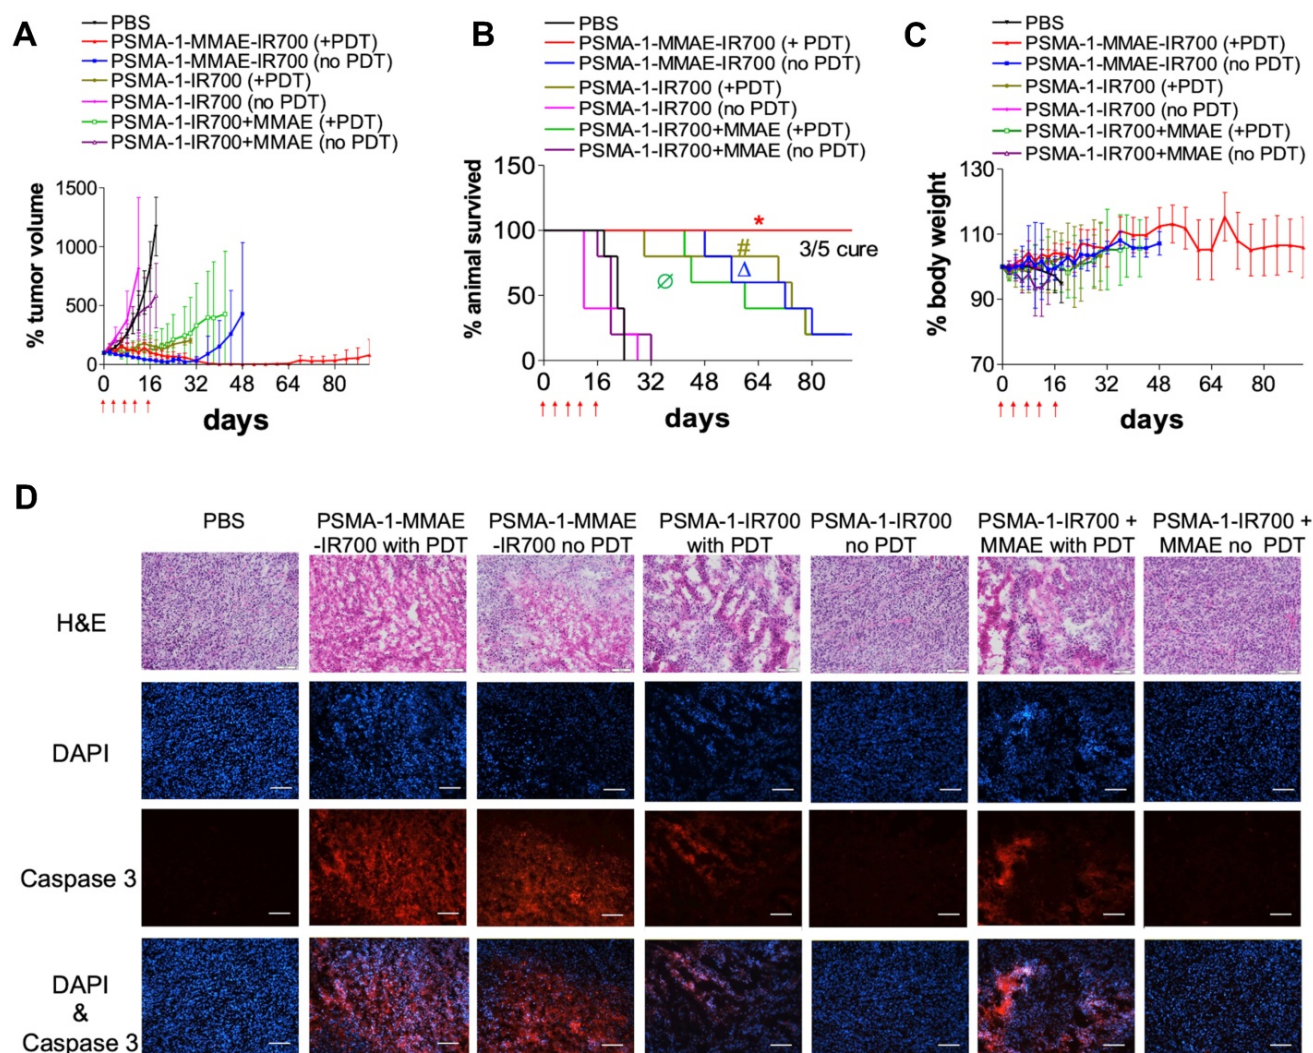 A
PBS
PSMA-1-MMAE-IR700 (+PDT)
PSMA-1-MMAE-IR700 (no PDT)
PSMA-1-IR700 (+PDT)
PSMA-1-IR700 (no PDT)
PSMA-1-IR700+MMAE (+PDT)
PSMA-1-IR700+MMAE (no PDT)
% tumor volume
1500
1000
500
0
0 16 32 48 64 80
days
B
PBS
PSMA-1-MMAE-IR700 (+ PDT)
PSMA-1-MMAE-IR700 (no PDT)
PSMA-1-IR700 (+PDT)
PSMA-1-IR700 (no PDT)
PSMA-1-IR700+MMAE (+PDT)
PSMA-1-IR700+MMAE (no PDT)
% animal survived
150
100
50
0
*
#
3/5 cure
Δ
∅
0 16 32 48 64 80
days
C
PBS
PSMA-1-MMAE-IR700 (+PDT)
PSMA-1-MMAE-IR700 (no PDT)
PSMA-1-IR700 (+PDT)
PSMA-1-IR700 (no PDT)
PSMA-1-IR700+MMAE (+PDT)
PSMA-1-IR700+MMAE (no PDT)
% body weight
130
110
90
70
0 16 32 48 64 80
days
D
PBS
PSMA-1-MMAE
-IR700 with PDT
PSMA-1-MMAE
-IR700 no PDT
PSMA-1-IR700
with PDT
PSMA-1-IR700
no PDT
PSMA-1-IR700 +
MMAE with PDT
PSMA-1-IR700 +
MMAE no PDT
H&E
DAPI
Caspase 3
DAPI
&
Caspase 3